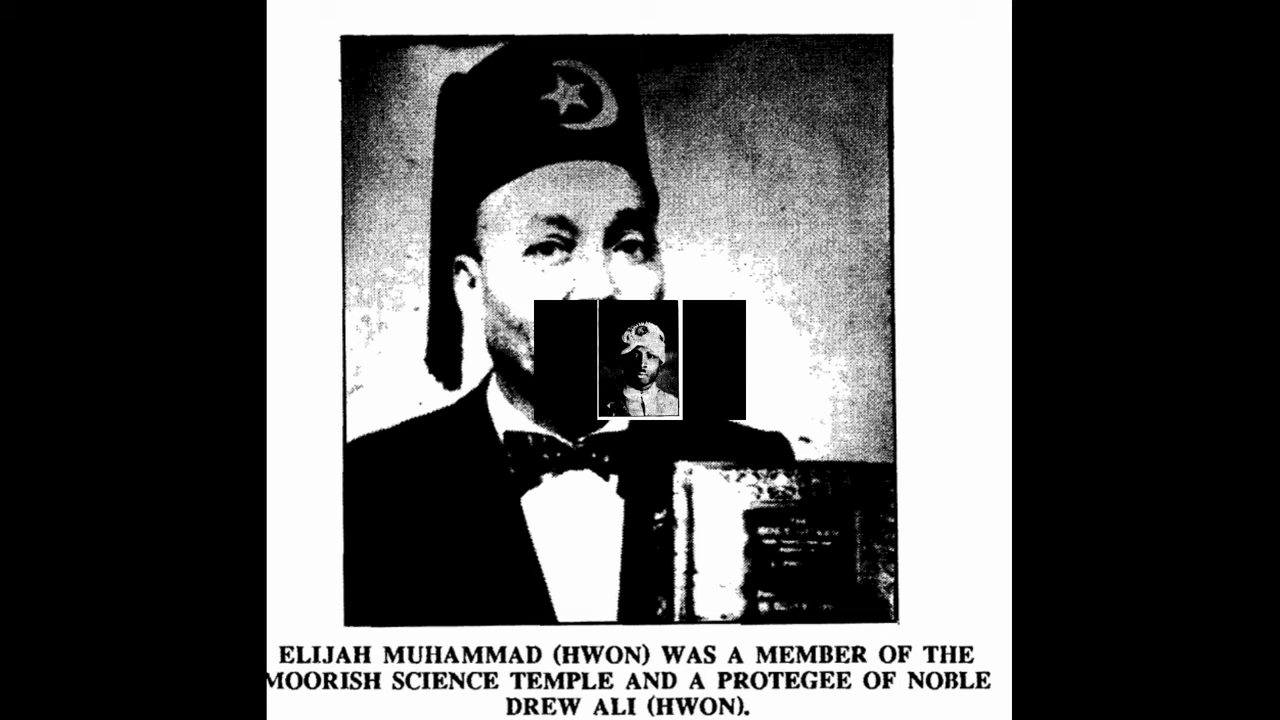 ELIJAH MUHAMMAD (HWON) WAS A MEMBER OF THE
MOORISH SCIENCE TEMPLE AND A PROTEGEE OF NOBLE
DREW ALI (HWON).